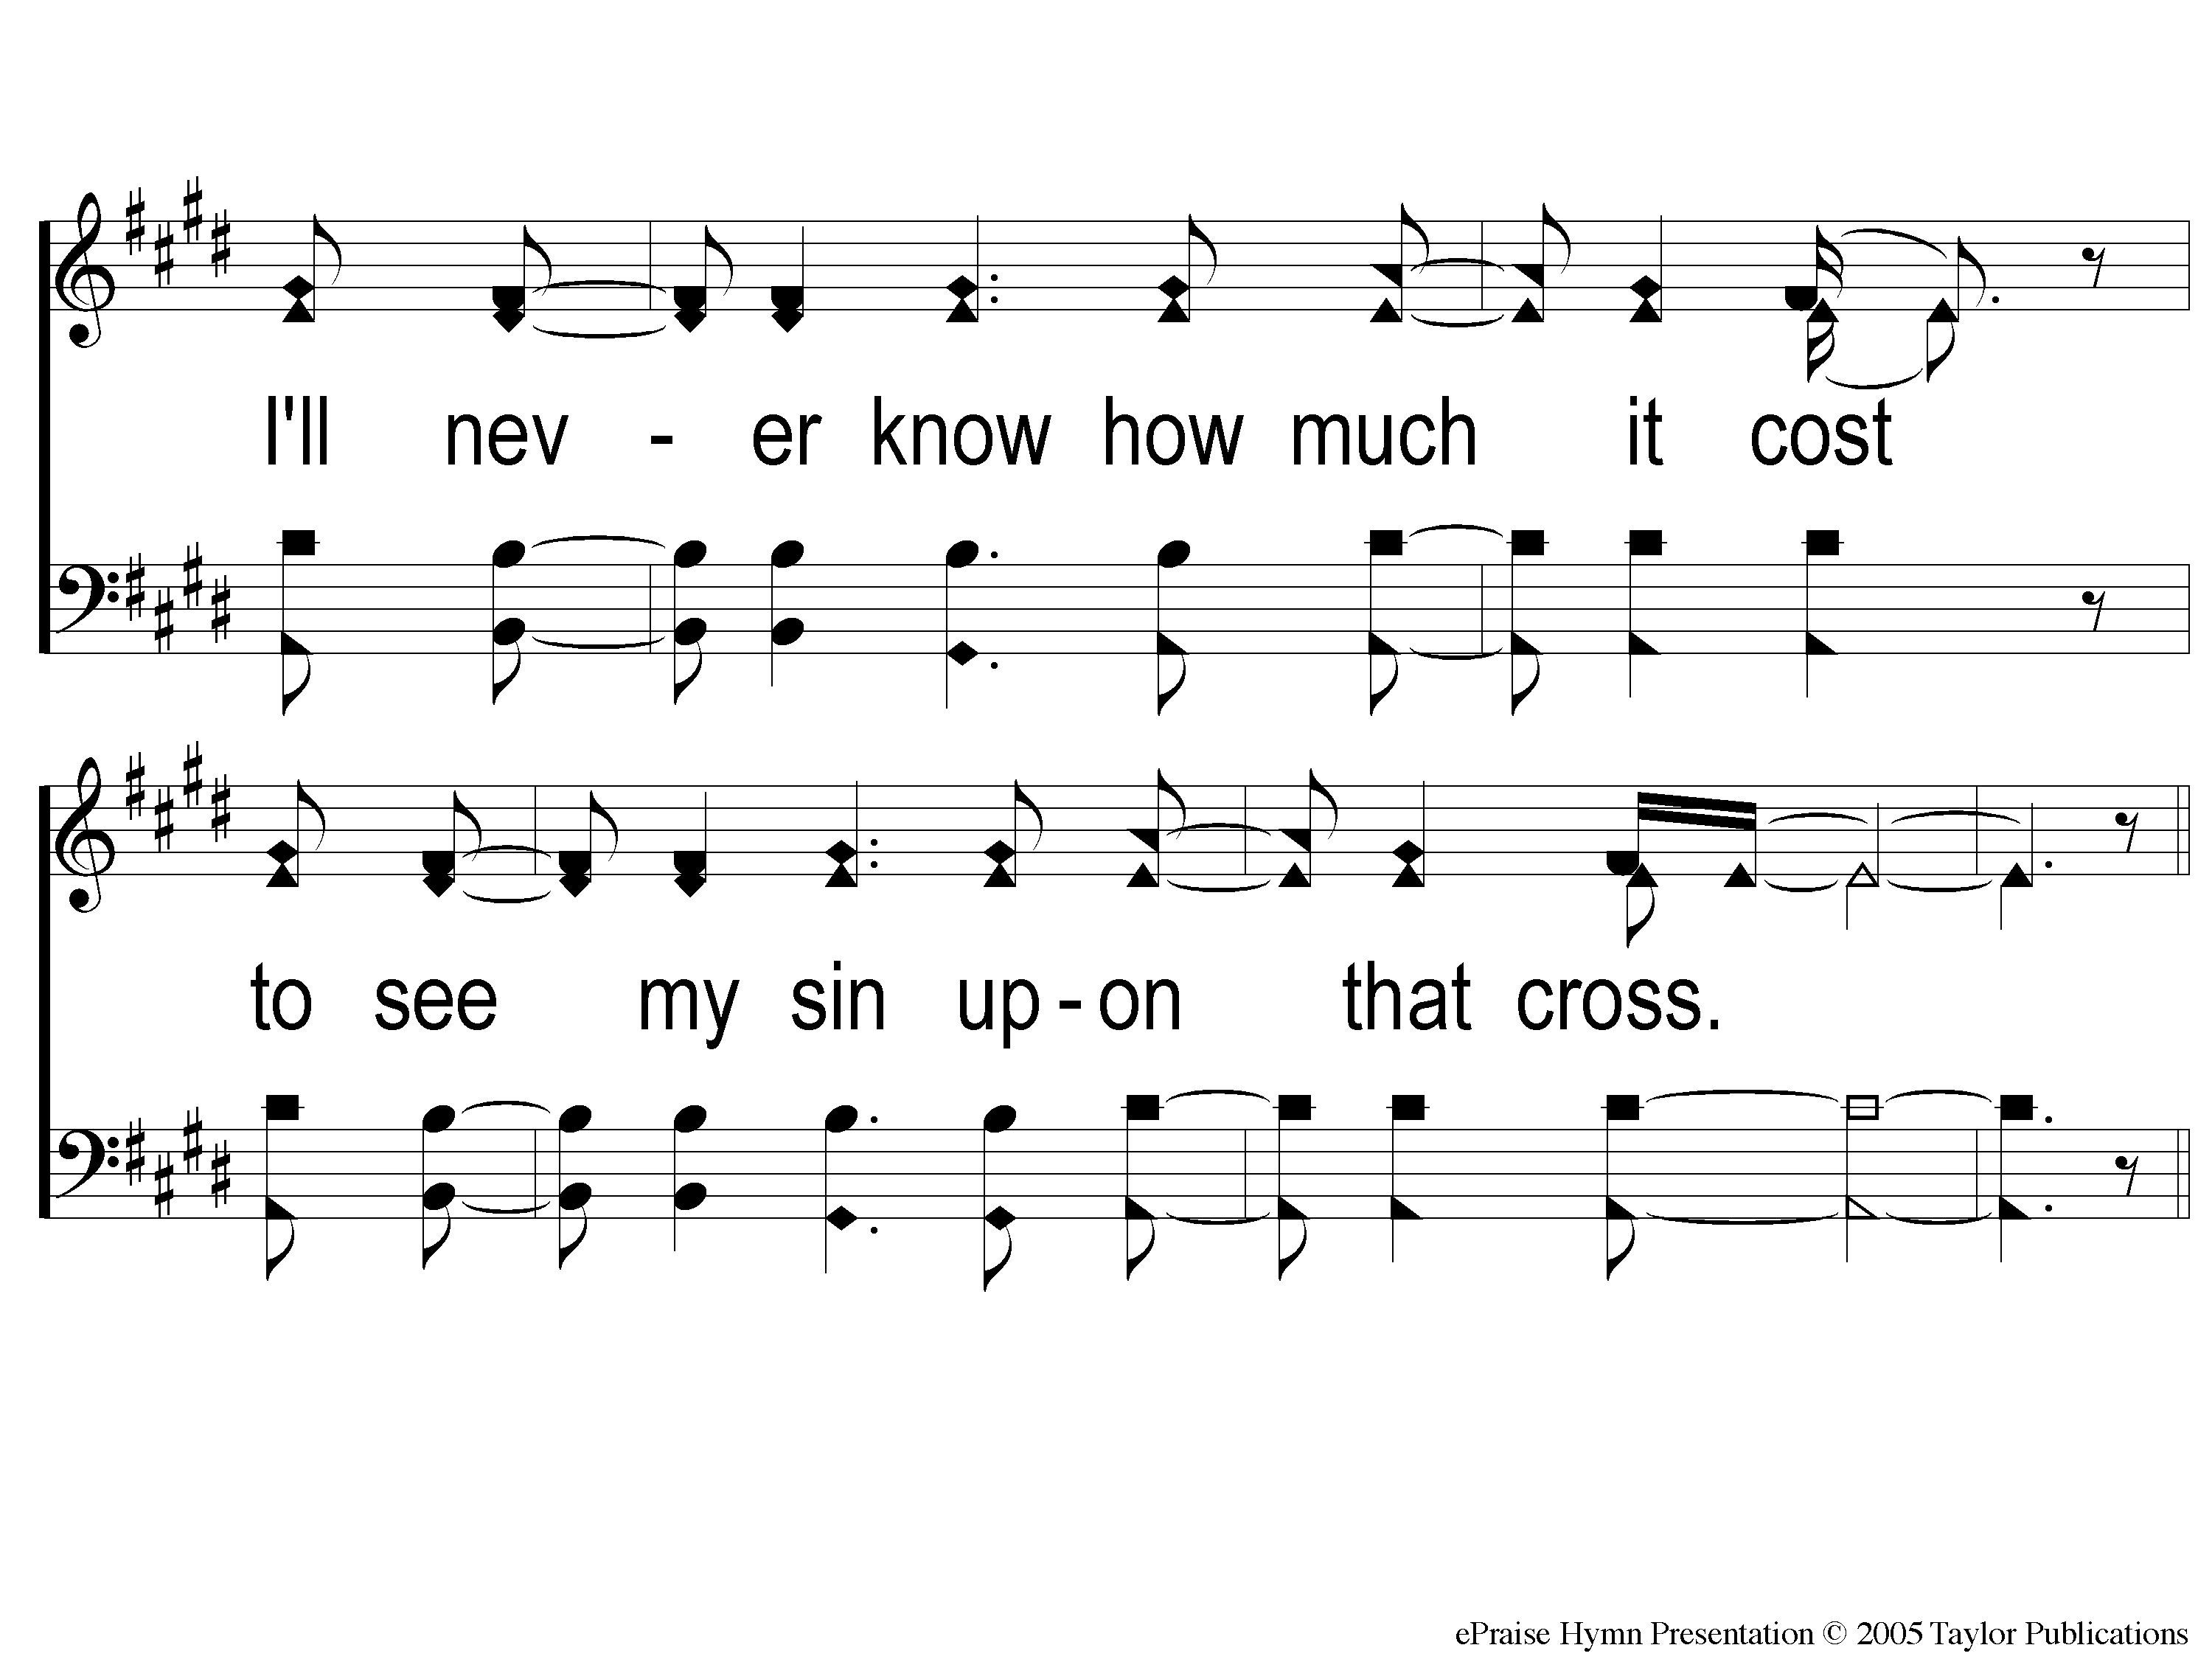 I'll nev - er know how much it cost
to see my sin up - on that cross.
ePraise Hymn Presentation © 2005 Taylor Publications